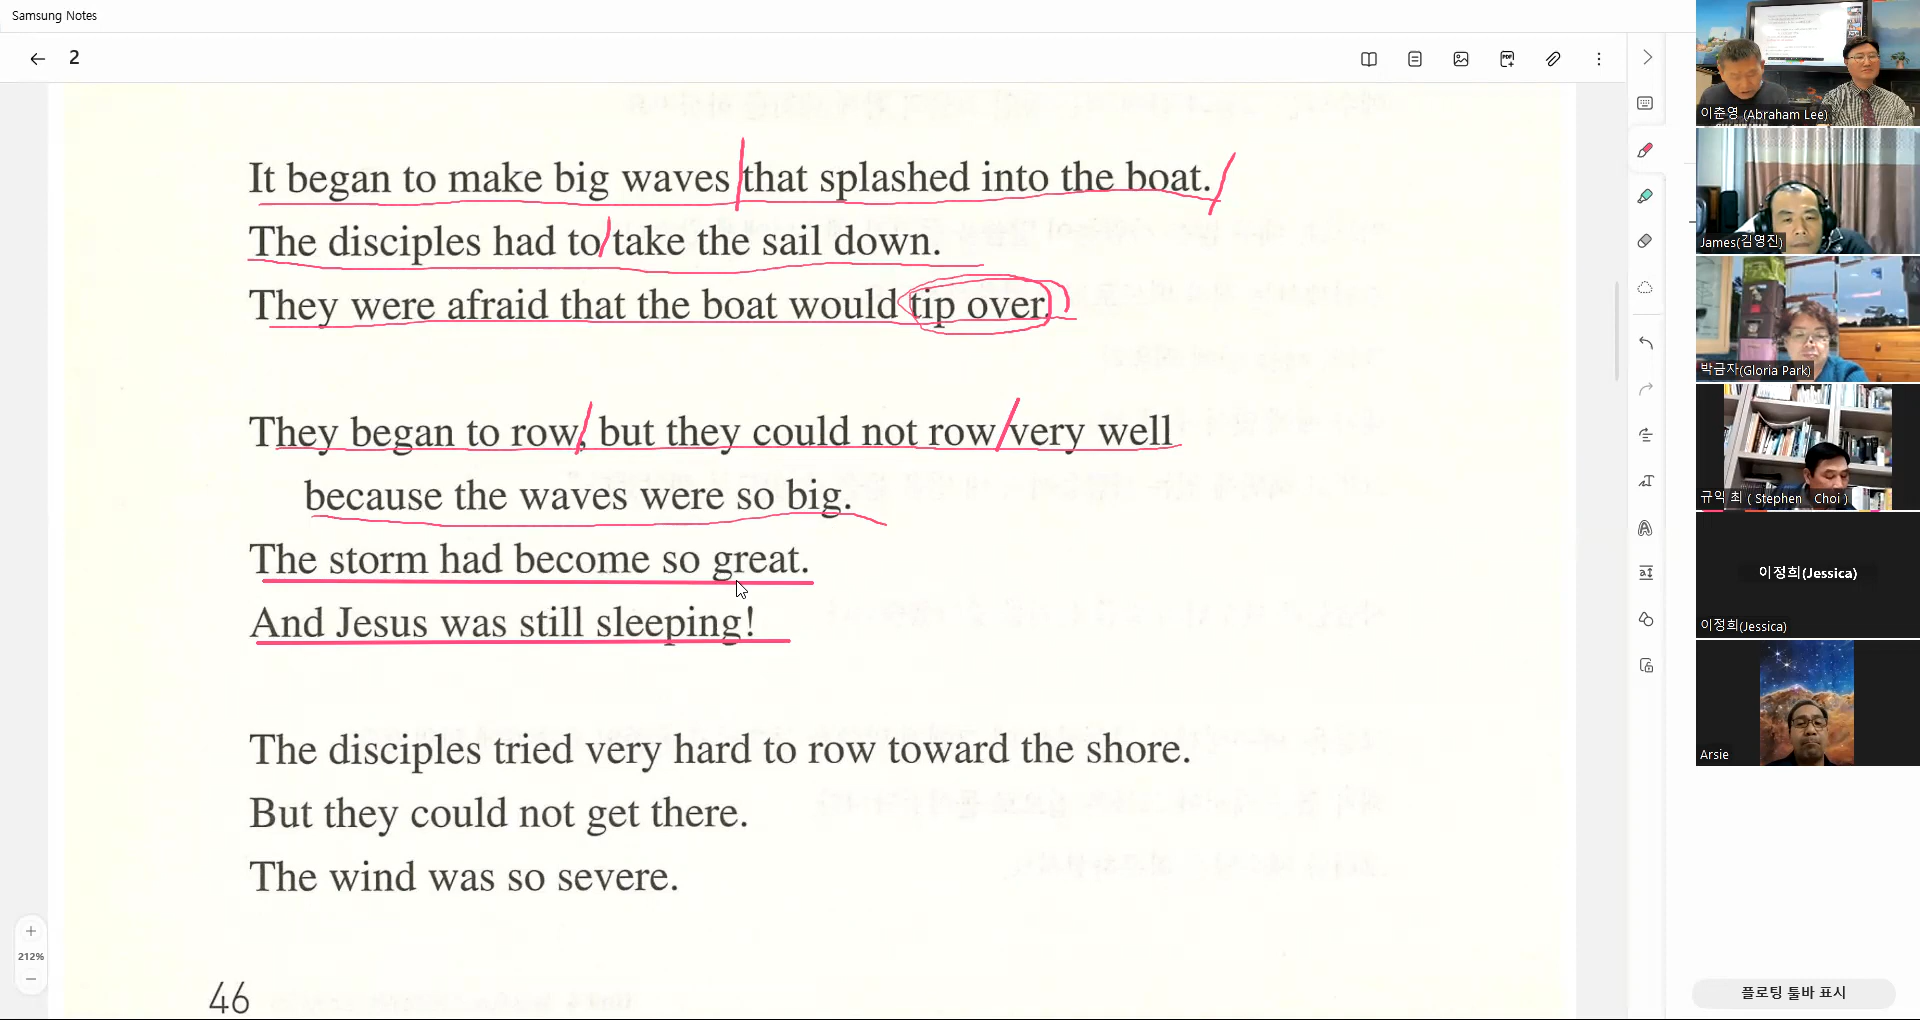 Samsung Notes
2
It began to make big waves that splashed into the boat.
The disciples had to take the sail down.
They were afraid that the boat would tip over.
They began to row, but they could not row very well
because the waves were so big.
The storm had become so great.
And Jesus was still sleeping!
The disciples tried very hard to row toward the shore.
But they could not get there.
The wind was so severe.
46
212%
이춘영 (Abraham Lee)
James(김영진)
박금자(Gloria Park)
규익 최 ( Stephen Choi )
이정희(Jessica)
이정희(Jessica)
Arsie
플로팅 툴바 표시